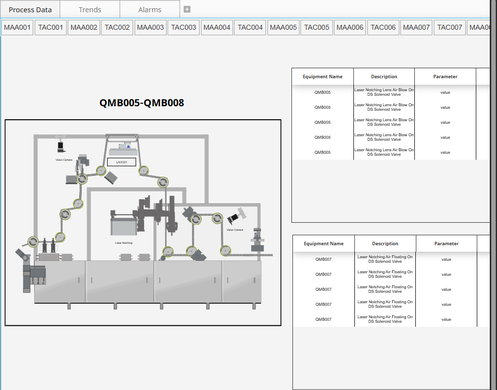 Process Data Trends Alarms
MAA001 TAC001 MAA002 TAC002 MAA003 TAC003 MAA004 TAC004 MAA005 TAC005 MAA006 TAC006 MAA007 TAC007 MAA00
QMB005-QMB008
Equipment Name Description Parameter
QMB005 Laser Notching Lens Air Blow On DS Solenoid Valve value
QMB005 Laser Notching Lens Air Blow On DS Solenoid Valve value
QMB005 Laser Notching Lens Air Blow On DS Solenoid Valve value
QMB005 Laser Notching Lens Air Blow On DS Solenoid Valve value
QMB005 Laser Notching Lens Air Blow On DS Solenoid Valve value
Vision Camera
Laser Notching
Vision Camera
Equipment Name Description Parameter
QMB007 Laser Notching Air Floating On DS Solenoid Valve value
QMB007 Laser Notching Air Floating On DS Solenoid Valve value
QMB007 Laser Notching Air Floating On DS Solenoid Valve value
QMB007 Laser Notching Air Floating On DS Solenoid Valve value
QMB007 Laser Notching Air Floating On DS Solenoid Valve value